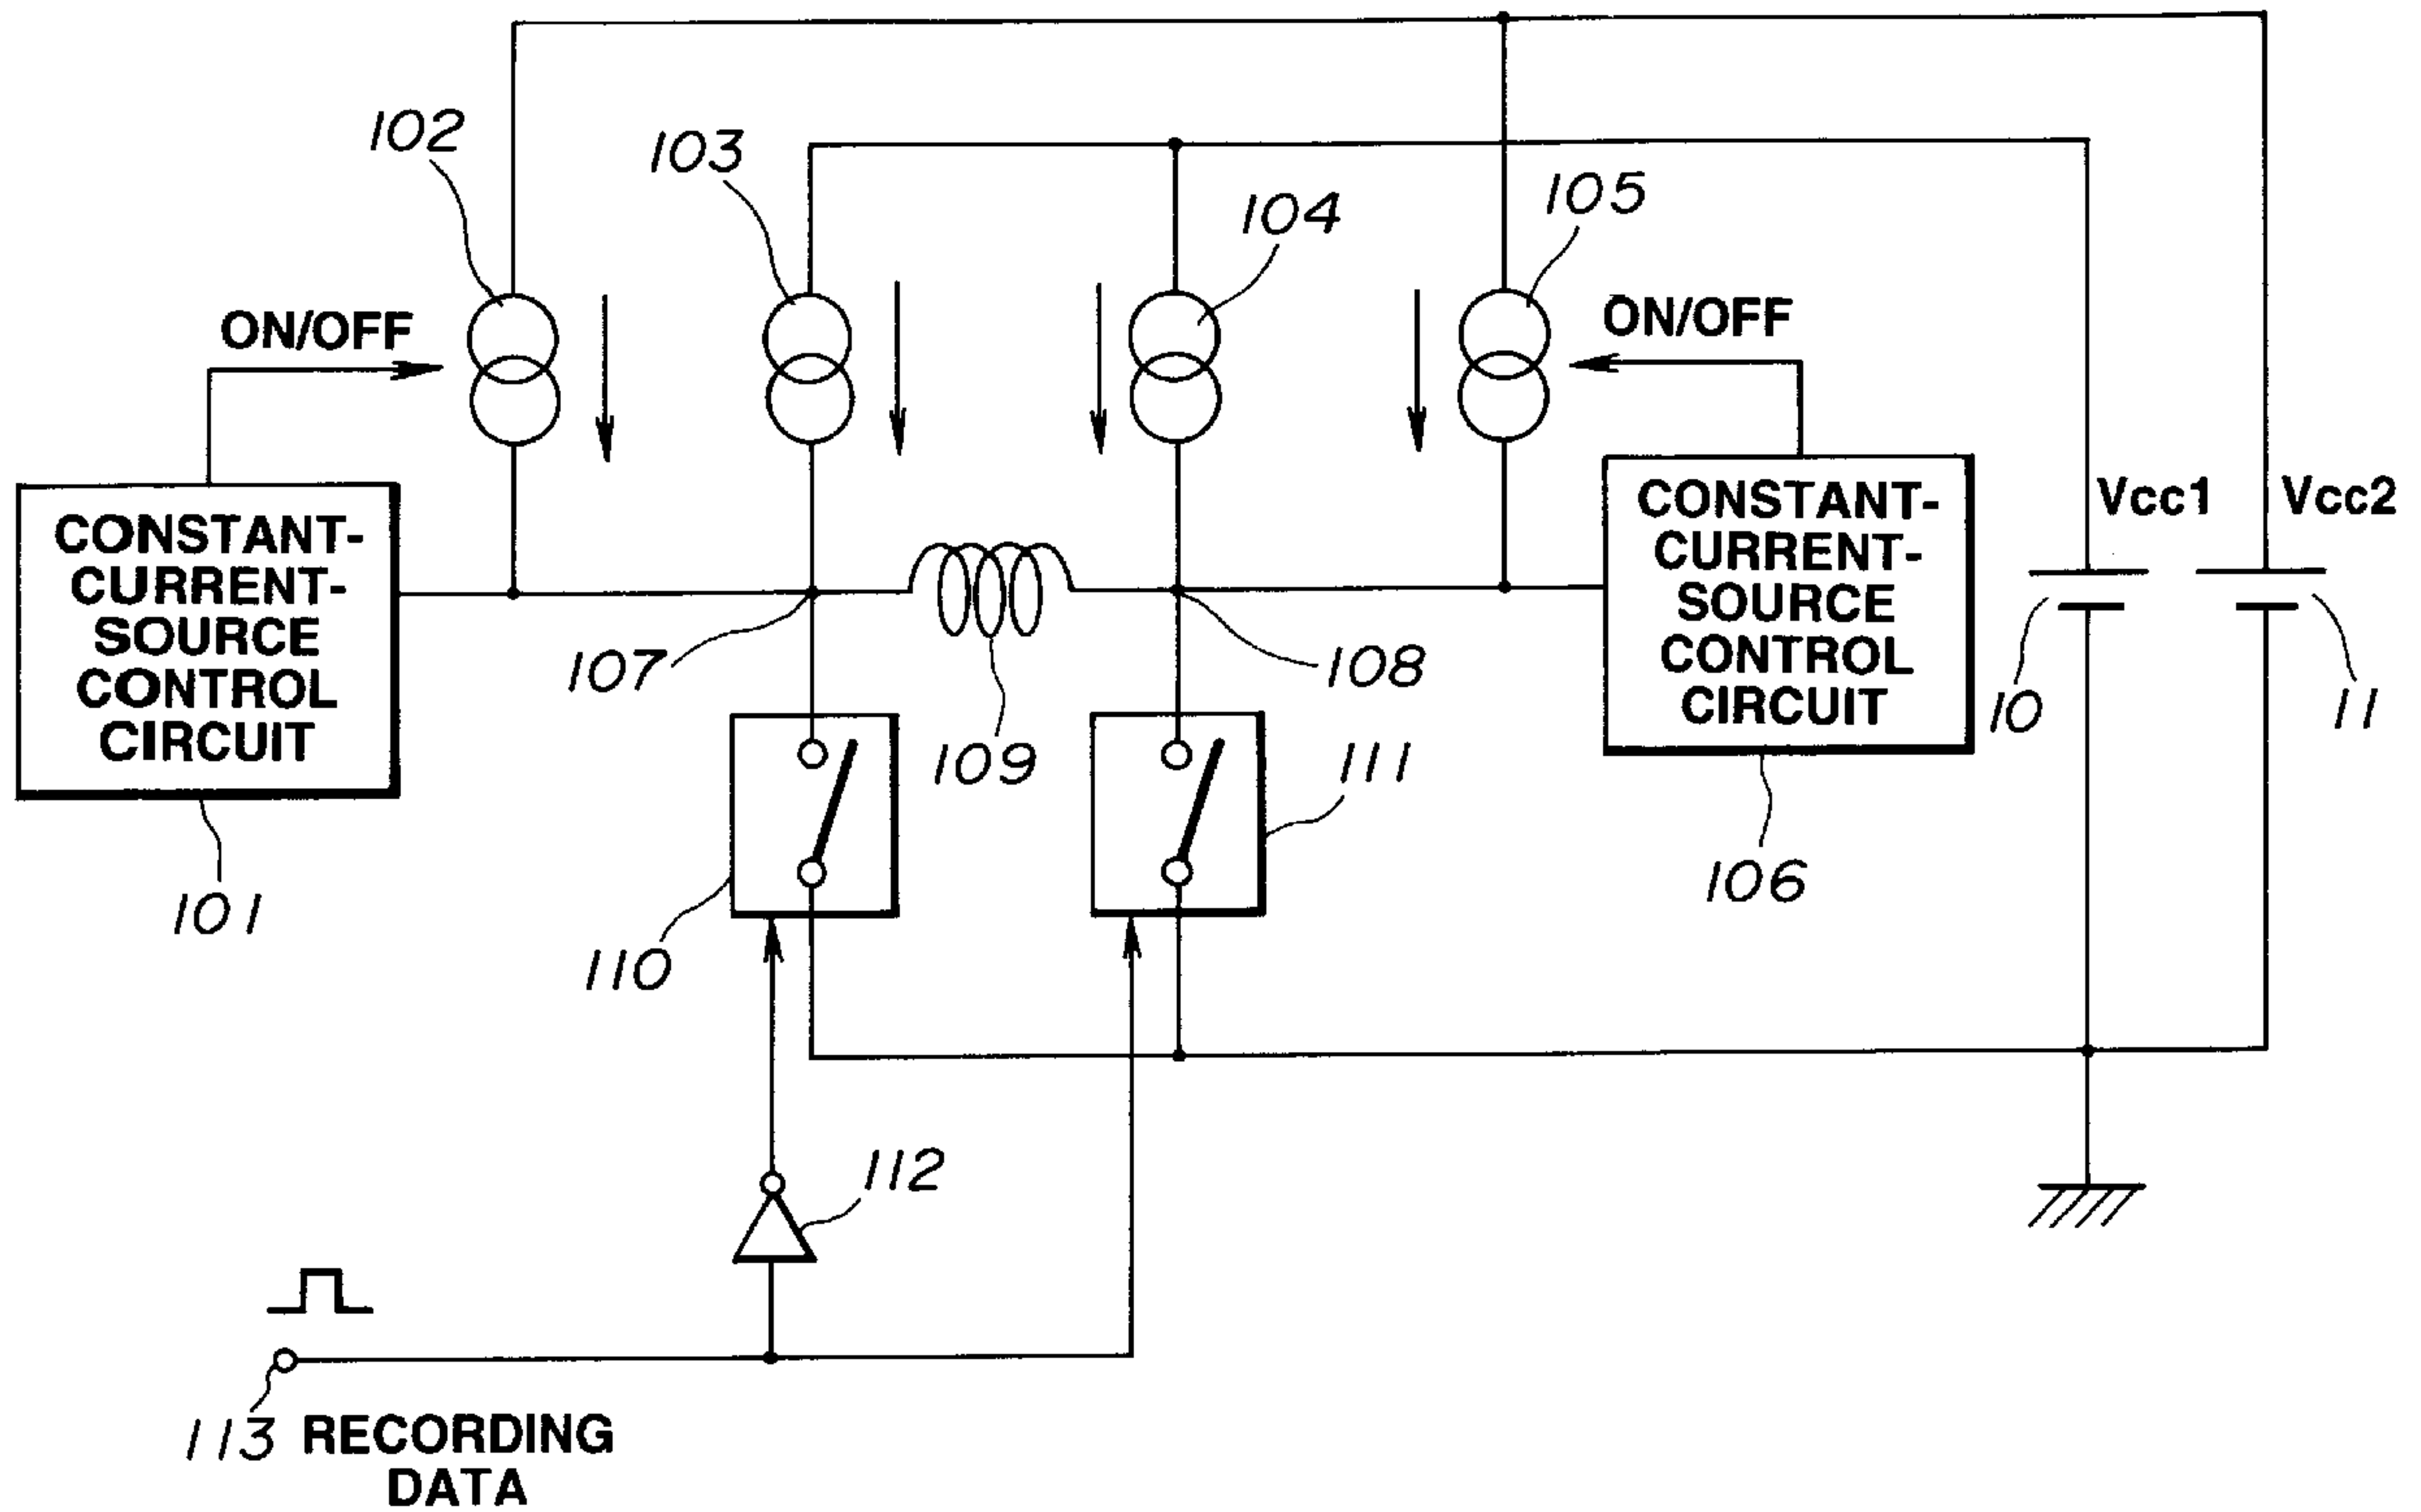 102
103
104
105
ON/OFF
ON/OFF
CONSTANT-
CURRENT-
SOURCE
CONTROL
CIRCUIT
CONSTANT-
CURRENT-
SOURCE
CONTROL
CIRCUIT
Vcc1
Vcc2
107
108
109
10
11
111
101
106
110
112
113
RECORDING
DATA